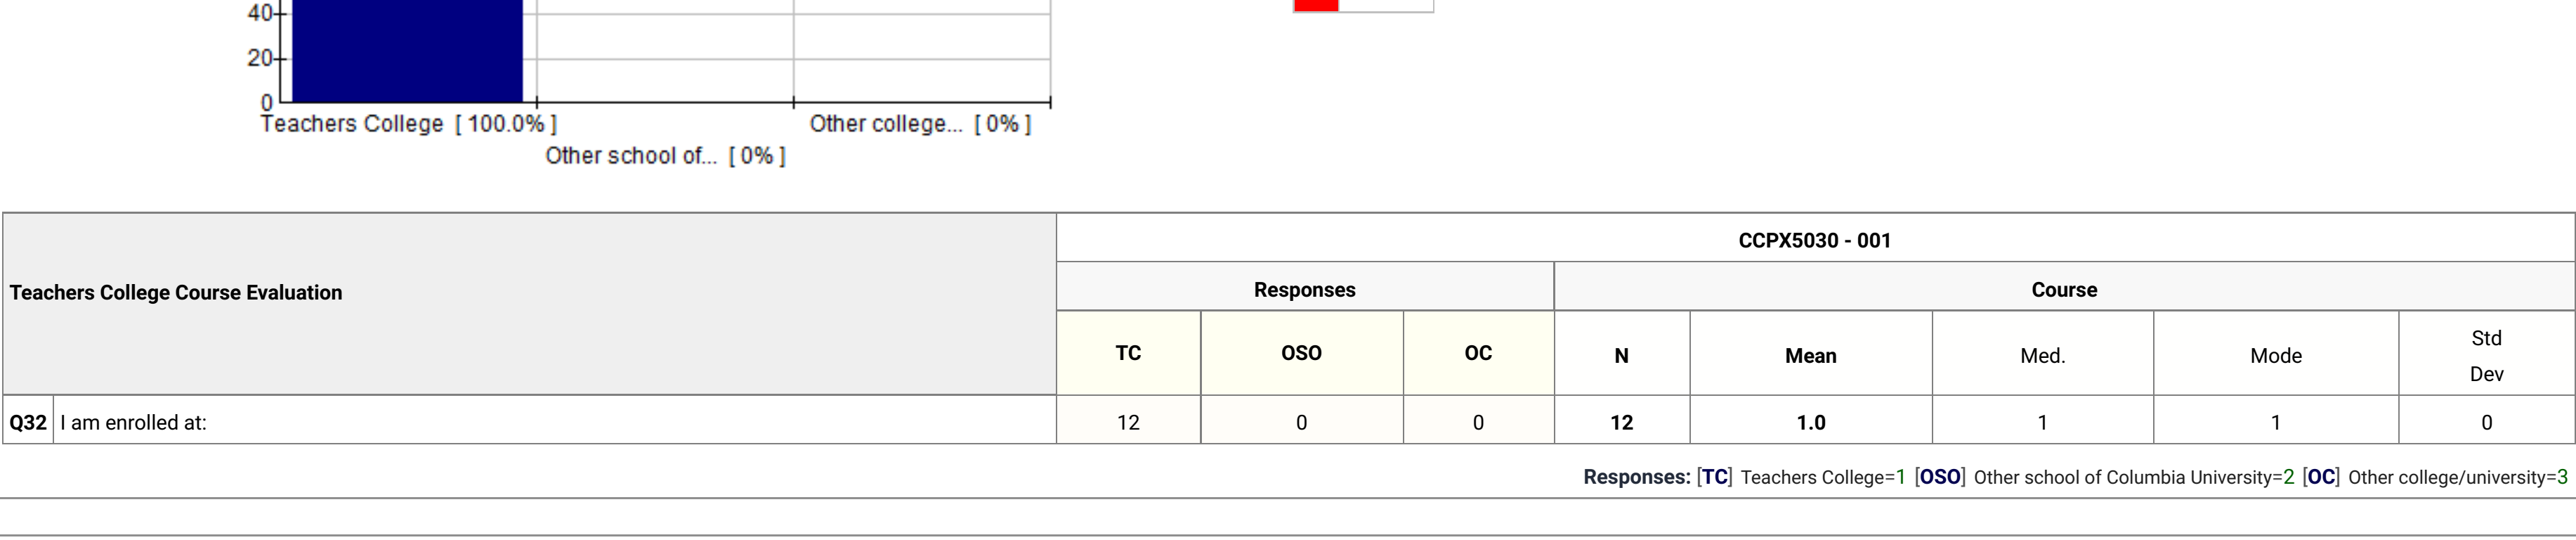 40
20
0
Teachers College [ 100.0% ]
Other school of... [ 0% ]
Other college... [ 0% ]
Teachers College Course Evaluation
CCPX5030 - 001
Responses
Course
TC
OSO
OC
N
Mean
Med.
Mode
Std
Dev
Q32 I am enrolled at: 12 0 0 12 1.0 1 1 0
Responses: [TC] Teachers College=1 [OSO] Other school of Columbia University=2 [OC] Other college/university=3